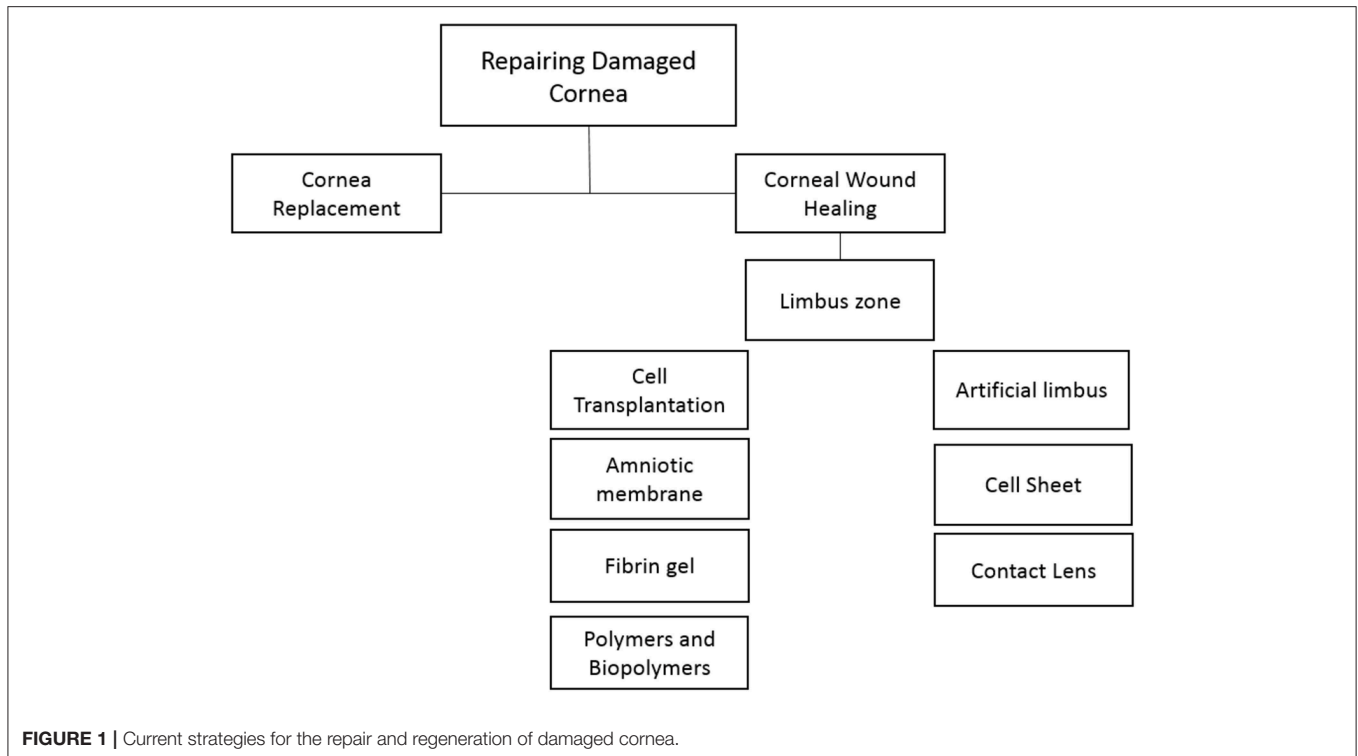 Repairing Damaged
Cornea
Cornea
Replacement
Corneal Wound
Healing
Limbus zone
Cell
Transplantation
Artificial limbus
Amniotic
membrane
Cell Sheet
Fibrin gel
Contact Lens
Polymers and
Biopolymers
FIGURE 1 | Current strategies for the repair and regeneration of damaged cornea.